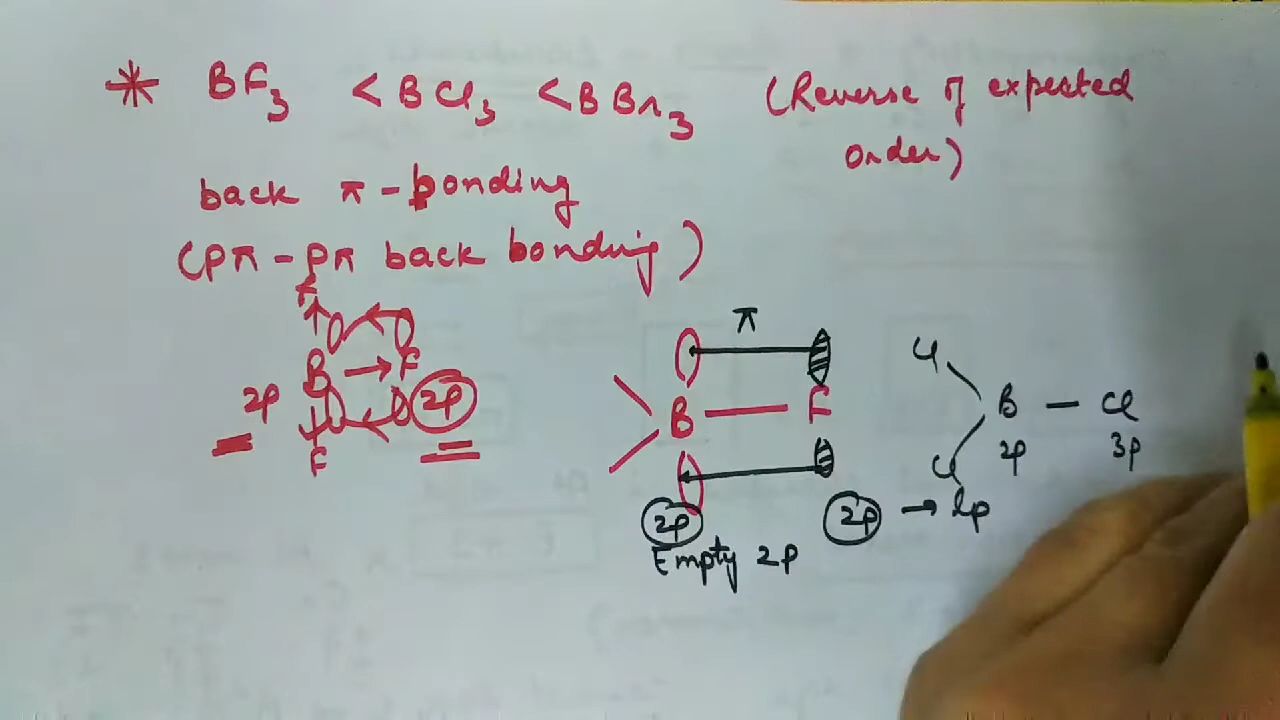 * BF₃ < BCl₃ < BBr₃ (Reverse of expected
order)
back π-bonding
(pπ-pπ back bonding)
F
B → F
2p 2p
F
π
B — F
2p 2p → lp
Empty 2p
Cl
B — Cl
2p 3p
Cl